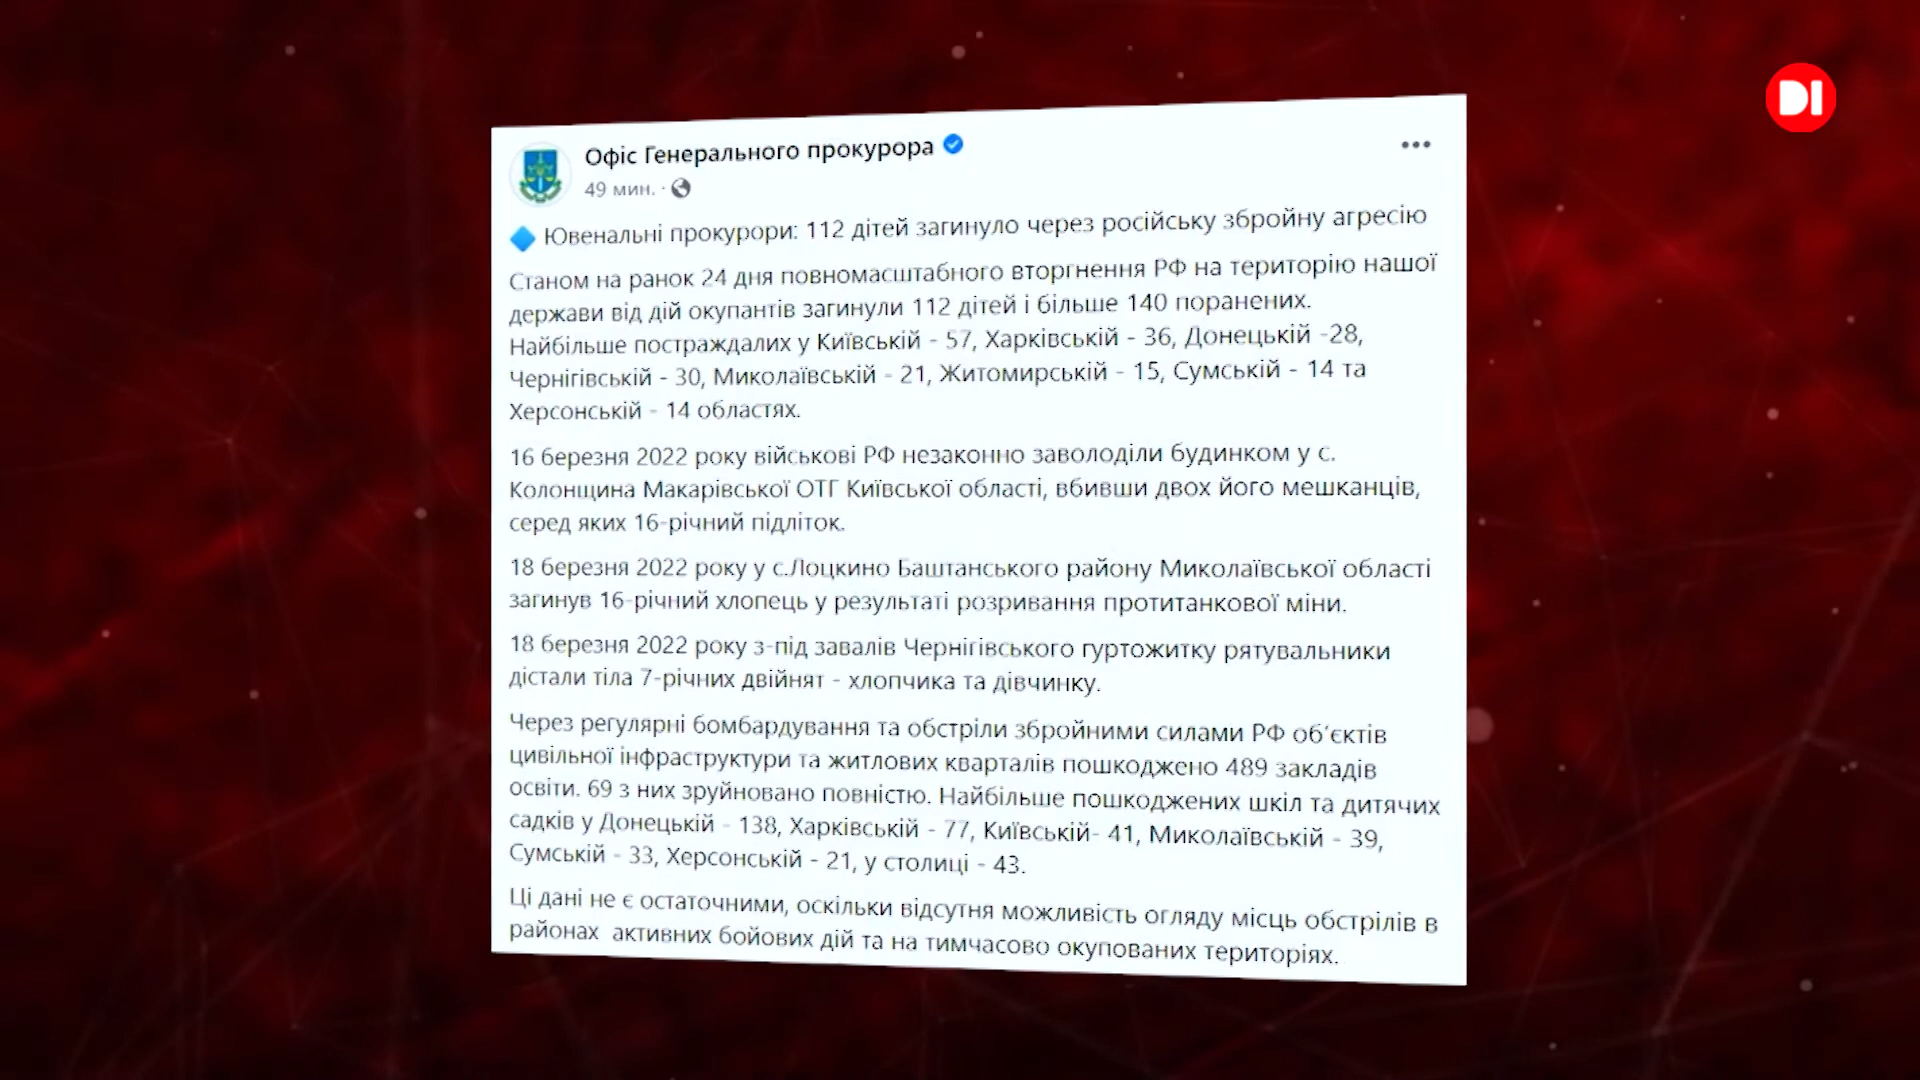 DI
Офіс Генерального прокурора
49 мин. ·
Ювенальні прокурори: 112 дітей загинуло через російську збройну агресію
Станом на ранок 24 дня повномасштабного вторгнення РФ на територію нашої
держави від дій окупантів загинули 112 дітей і більше 140 поранених.
Найбільше постраждалих у Київській - 57, Харківській - 36, Донецькій -28,
Чернігівській - 30, Миколаївській - 21, Житомирській - 15, Сумській - 14 та
Херсонській - 14 областях.
16 березня 2022 року військові РФ незаконно заволоділи будинком у с.
Колонщина Макарівської ОТГ Київської області, вбивши двох його мешканців,
серед яких 16-річний підліток.
18 березня 2022 року у с.Лоцкино Баштанського району Миколаївської області
загинув 16-річний хлопець у результаті розривання протитанкової міни.
18 березня 2022 року з-під завалів Чернігівського гуртожитку рятувальники
дістали тіла 7-річних двійнят - хлопчика та дівчинку.
Через регулярні бомбардування та обстріли збройними силами РФ об’єктів
цивільної інфраструктури та житлових кварталів пошкоджено 489 закладів
освіти. 69 з них зруйновано повністю. Найбільше пошкоджених шкіл та дитячих
садків у Донецькій - 138, Харківській - 77, Київській- 41, Миколаївській - 39,
Сумській - 33, Херсонській - 21, у столиці - 43.
Ці дані не є остаточними, оскільки відсутня можливість огляду місць обстрілів в
районах активних бойових дій та на тимчасово окупованих територіях.